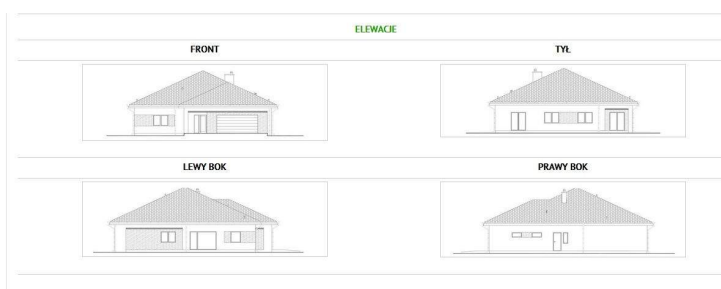 ELEWACJE
FRONT
TYŁ
LEWY BOK
PRAWY BOK